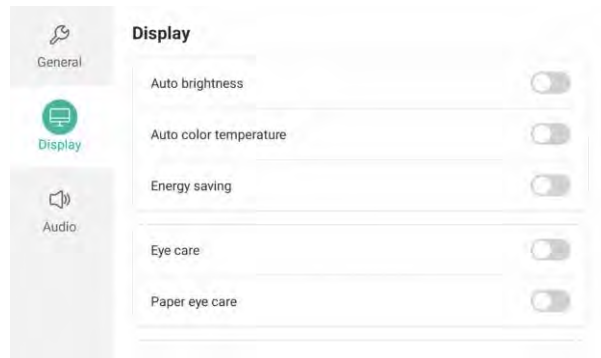 General
Display
Audio
Display
Auto brightness
Auto color temperature
Energy saving
Eye care
Paper eye care